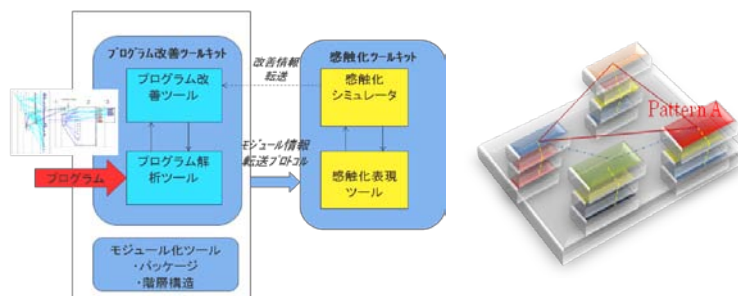 プログラム改善ツールキット
プログラム改
善ツール
プログラム解
析ツール
プログラム
モジュール化ツール
・パッケージ
・階層構造
改善情報
転送
モジュール情報
転送プロトコル
感触化ツールキット
感触化
シミュレータ
感触化表現
ツール
Pattern A